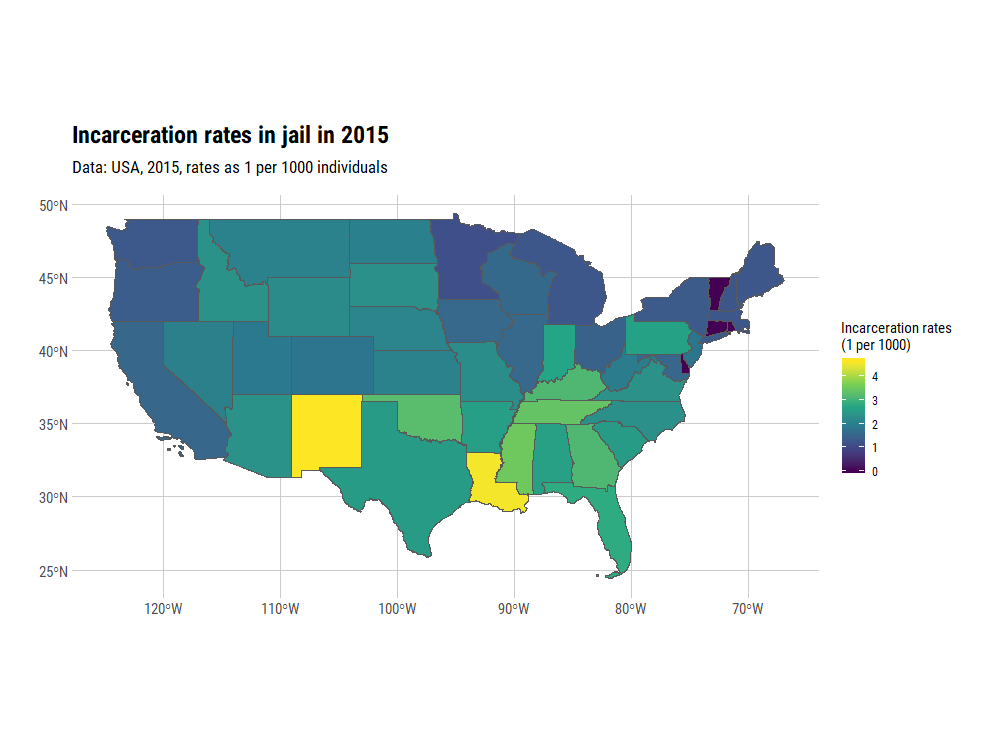 Incarceration rates in jail in 2015
Data: USA, 2015, rates as 1 per 1000 individuals
50°N
45°N
40°N
35°N
30°N
25°N
120°W
110°W
100°W
90°W
80°W
70°W
Incarceration rates
(1 per 1000)
4
3
2
1
0